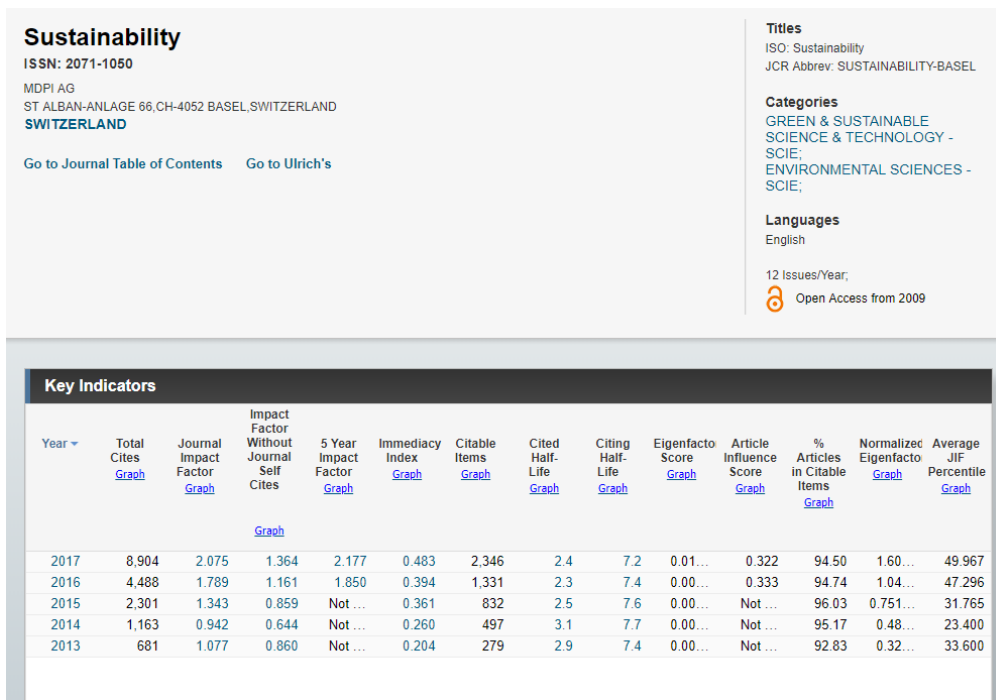 Sustainability
ISSN: 2071-1050
MDPI AG
ST ALBAN-ANLAGE 66,CH-4052 BASEL,SWITZERLAND
SWITZERLAND
Go to Journal Table of Contents Go to Ulrich's
Titles
ISO: Sustainability
JCR Abbrev: SUSTAINABILITY-BASEL
Categories
GREEN & SUSTAINABLE
SCIENCE & TECHNOLOGY -
SCIE;
ENVIRONMENTAL SCIENCES -
SCIE;
Languages
English
12 Issues/Year;
Open Access from 2009
Key Indicators
Year
Total
Cites
Graph
Journal
Impact
Factor
Graph
Impact
Factor
Without
Journal
Self
Cites
Graph
5 Year
Impact
Factor
Graph
Immediacy
Index
Graph
Citable
Items
Graph
Cited
Half-
Life
Graph
Citing
Half-
Life
Graph
Eigenfacto
Score
Graph
Article
Influence
Score
Graph
%
Articles
in Citable
Items
Graph
Normalized
Eigenfacto
Graph
Average
JIF
Percentile
Graph
2017 8,904 2.075 1.364 2.177 0.483 2,346 2.4 7.2 0.01... 0.322 94.50 1.60... 49.967
2016 4,488 1.789 1.161 1.850 0.394 1,331 2.3 7.4 0.00... 0.333 94.74 1.04... 47.296
2015 2,301 1.343 0.859 Not ... 0.361 832 2.5 7.6 0.00... Not ... 96.03 0.751... 31.765
2014 1,163 0.942 0.644 Not ... 0.260 497 3.1 7.7 0.00... Not ... 95.17 0.48... 23.400
2013 681 1.077 0.860 Not ... 0.204 279 2.9 7.4 0.00... Not ... 92.83 0.32... 33.600